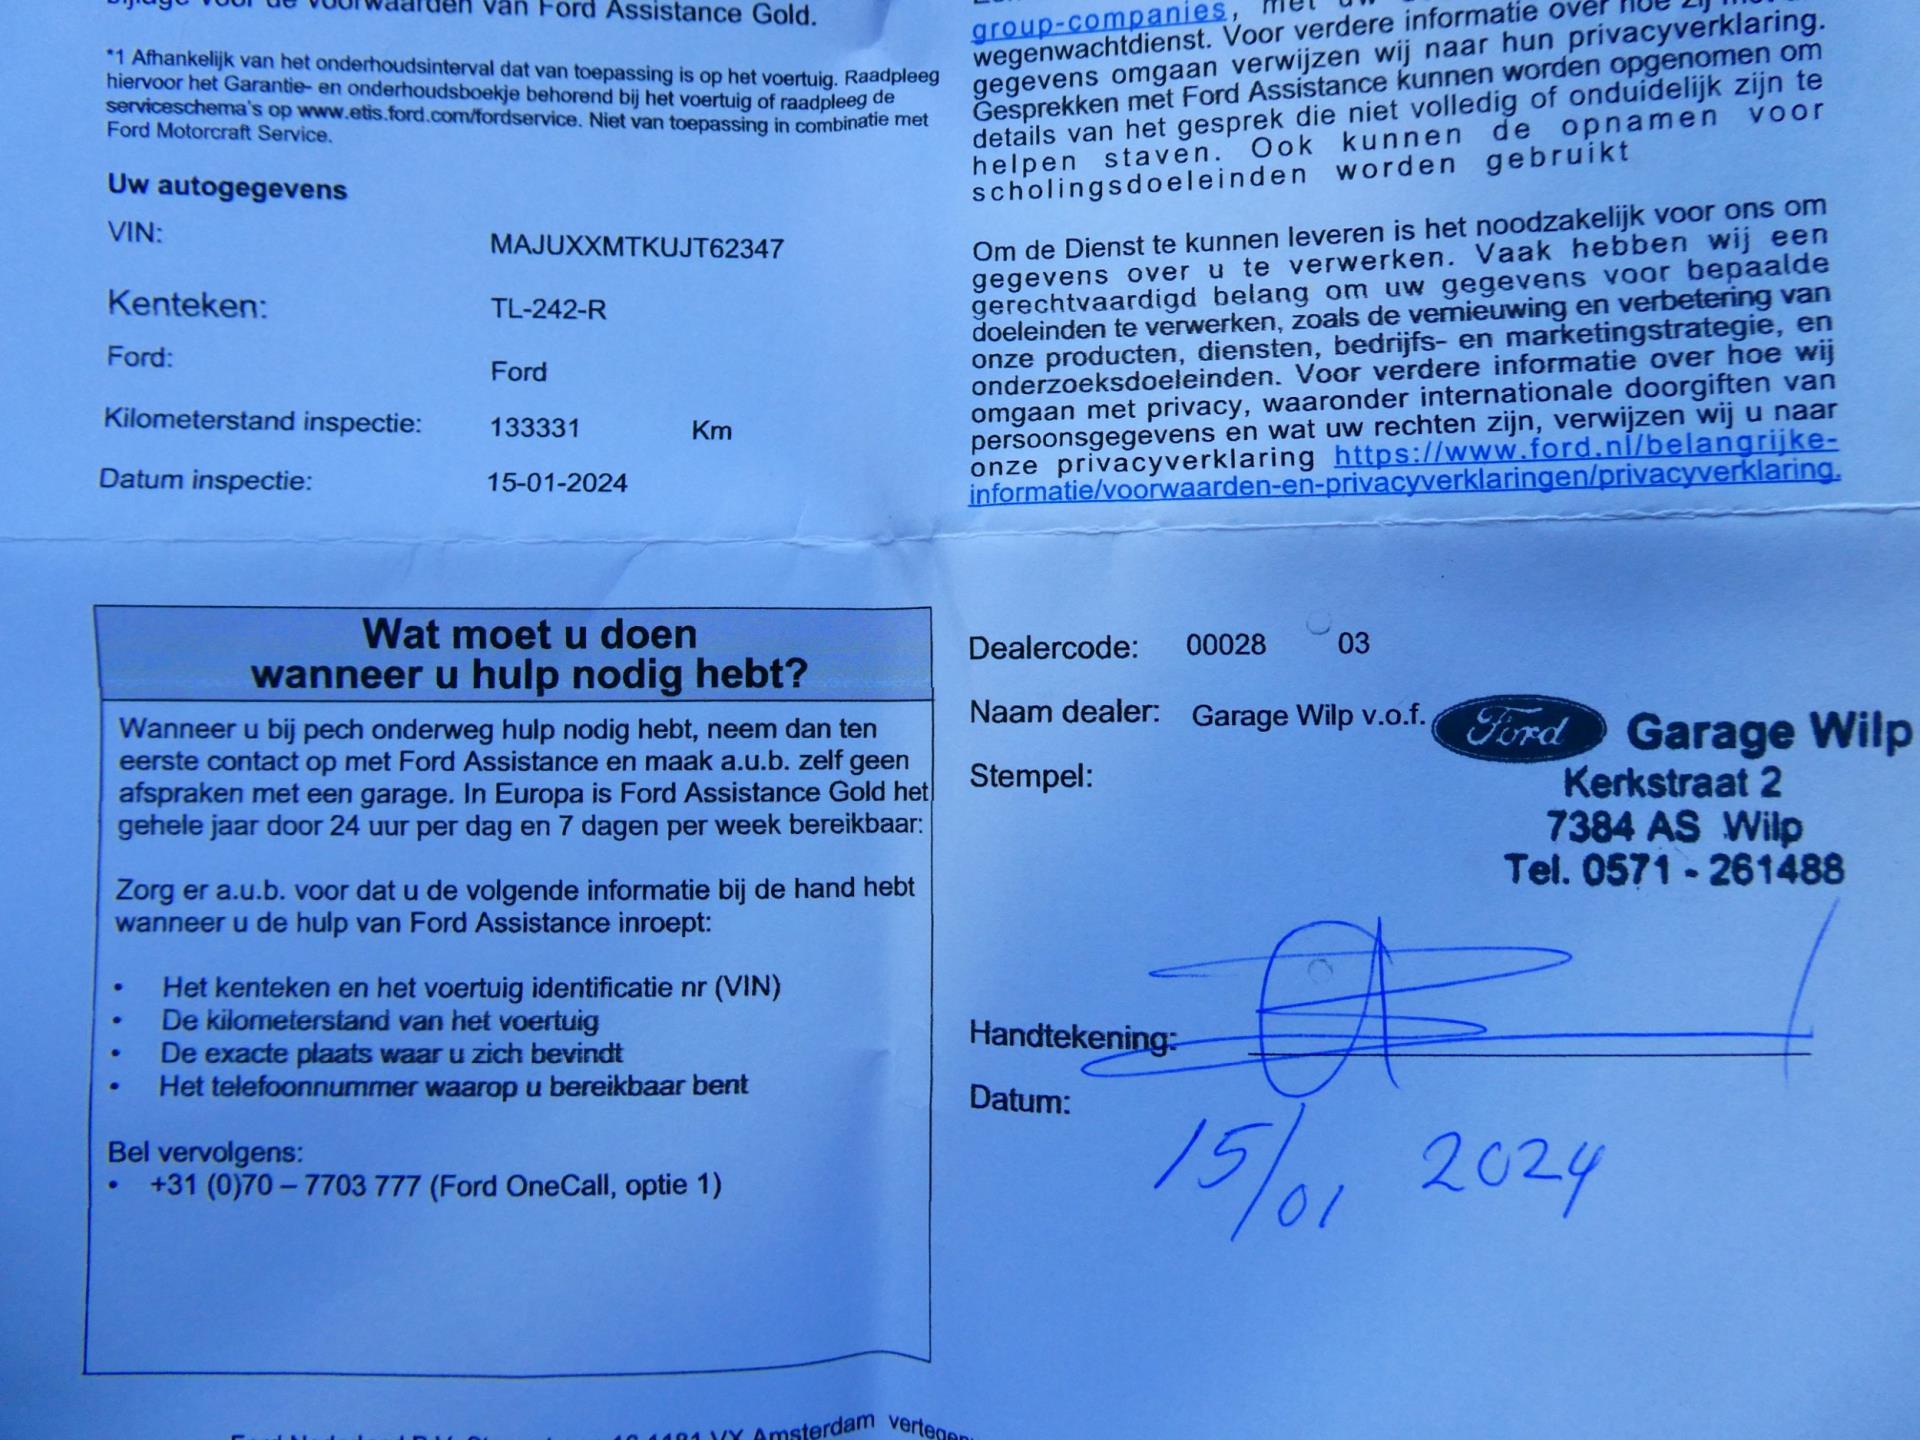 bijlage voor de voorwaarden van Ford Assistance Gold.
*1 Afhankelijk van het onderhoudsinterval dat van toepassing is op het voertuig. Raadpleeg
hiervoor het Garantie- en onderhoudsboekje behorend bij het voertuig of raadpleeg de
serviceschema's op www.etis.ford.com/fordservice. Niet van toepassing in combinatie met
Ford Motorcraft Service.
Uw autogegevens
VIN: MAJUXXMTKUJT62347
Kenteken: TL-242-R
Ford: Ford
Kilometerstand inspectie: 133331 Km
Datum inspectie: 15-01-2024
Wat moet u doen
wanneer u hulp nodig hebt?
Wanneer u bij pech onderweg hulp nodig hebt, neem dan ten
eerste contact op met Ford Assistance en maak a.u.b. zelf geen
afspraken met een garage. In Europa is Ford Assistance Gold het
gehele jaar door 24 uur per dag en 7 dagen per week bereikbaar:
Zorg er a.u.b. voor dat u de volgende informatie bij de hand hebt
wanneer u de hulp van Ford Assistance inroept:
• Het kenteken en het voertuig identificatie nr (VIN)
• De kilometerstand van het voertuig
• De exacte plaats waar u zich bevindt
• Het telefoonnummer waarop u bereikbaar bent
Bel vervolgens:
• +31 (0)70 – 7703 777 (Ford OneCall, optie 1)
group-companies, met uw
wegenwachtdienst. Voor verdere informatie over hoe zij met
gegevens omgaan verwijzen wij naar hun privacyverklaring.
Gesprekken met Ford Assistance kunnen worden opgenomen om
details van het gesprek die niet volledig of onduidelijk zijn te
helpen staven. Ook kunnen de opnamen voor
scholingsdoeleinden worden gebruikt
Om de Dienst te kunnen leveren is het noodzakelijk voor ons om
gegevens over u te verwerken. Vaak hebben wij een
gerechtvaardigd belang om uw gegevens voor bepaalde
doeleinden te verwerken, zoals de vernieuwing en verbetering van
onze producten, diensten, bedrijfs- en marketingstrategie, en
onderzoeksdoeleinden. Voor verdere informatie over hoe wij
omgaan met privacy, waaronder internationale doorgiften van
persoonsgegevens en wat uw rechten zijn, verwijzen wij u naar
onze privacyverklaring https://www.ford.nl/belangrijke-
informatie/voorwaarden-en-privacyverklaringen/privacyverklaring.
Dealercode: 00028 03
Naam dealer: Garage Wilp v.o.f.
Stempel:
Ford Garage Wilp
Kerkstraat 2
7384 AS Wilp
Tel. 0571 - 261488
Handtekening:
Datum:
15/01 2024
Amsterdam